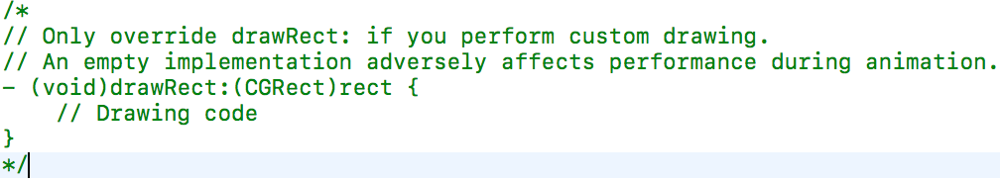 /*
// Only override drawRect: if you perform custom drawing.
// An empty implementation adversely affects performance during animation.
- (void)drawRect:(CGRect)rect {
    // Drawing code
}
*/